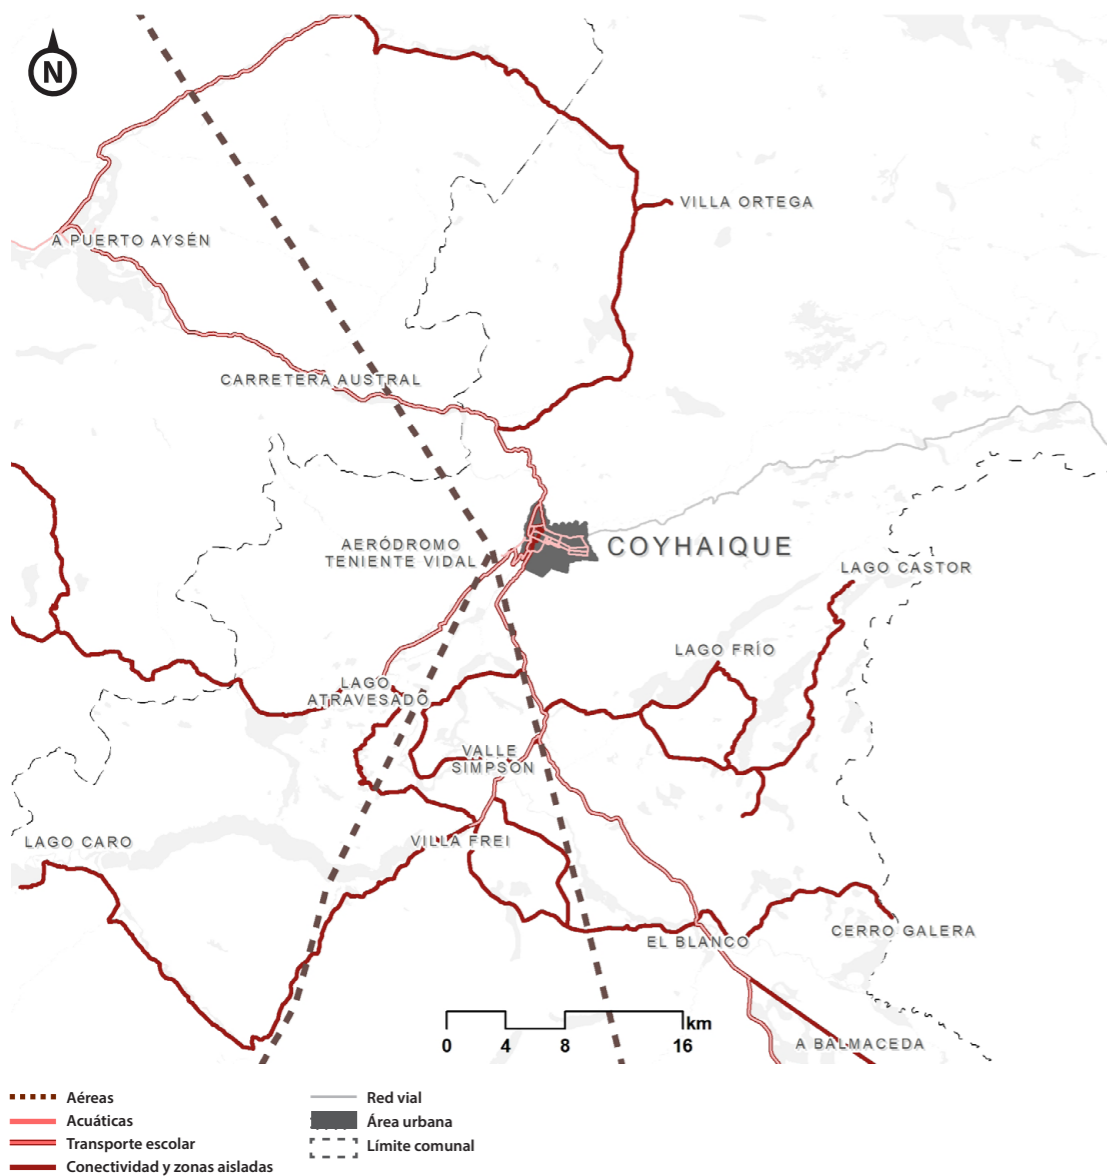 N
VILLA ORTEGA
A PUERTO AYSÉN
CARRETERA AUSTRAL
AERÓDROMO
TENIENTE VIDAL
COYHAIQUE
LAGO CASTOR
LAGO FRÍO
LAGO
ATRAVESADO
VALLE
SIMPSON
LAGO CARO
VILLA FREI
EL BLANCO
CERRO GALERA
km
0 4 8 16
A BALMACEDA
Aéreas
Acuáticas
Transporte escolar
Conectividad y zonas aisladas
Red vial
Área urbana
Límite comunal